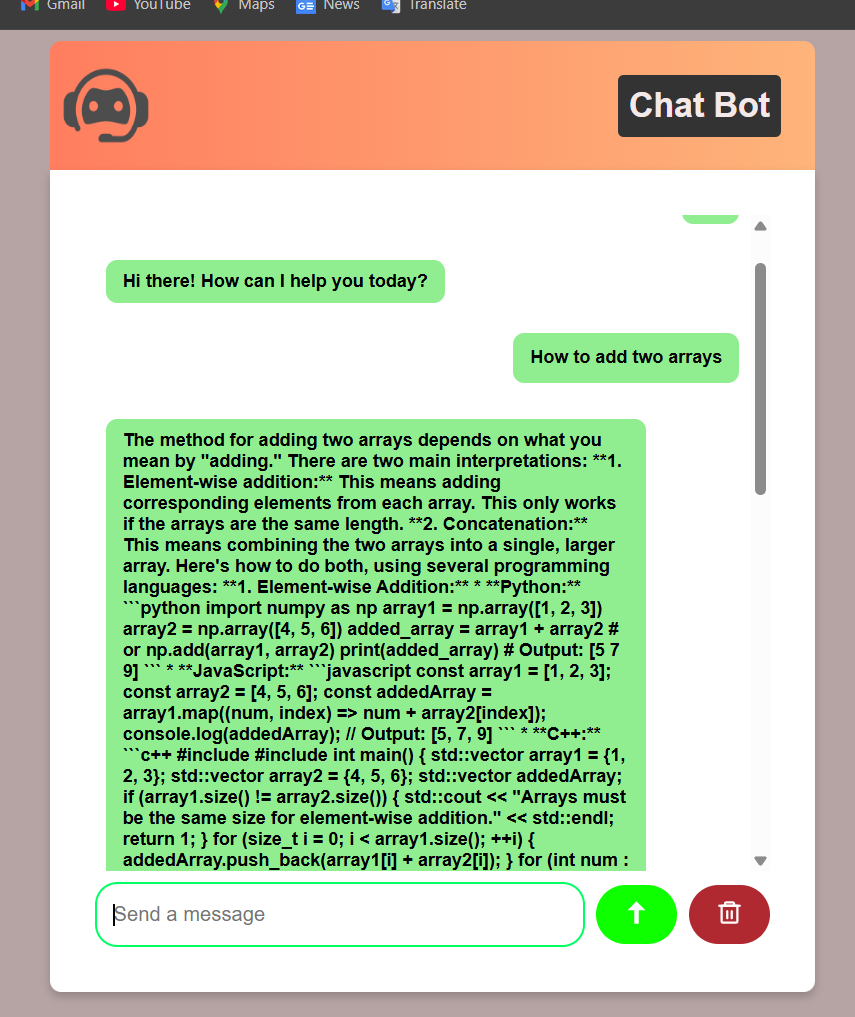 Gmail YouTube Maps News Translate
Chat Bot
Hi there! How can I help you today?
How to add two arrays
The method for adding two arrays depends on what you
mean by "adding." There are two main interpretations: **1.
Element-wise addition:** This means adding
corresponding elements from each array. This only works
if the arrays are the same length. **2. Concatenation:**
This means combining the two arrays into a single, larger
array. Here's how to do both, using several programming
languages: **1. Element-wise Addition:** * **Python:**
```python import numpy as np array1 = np.array([1, 2, 3])
array2 = np.array([4, 5, 6]) added_array = array1 + array2 #
or np.add(array1, array2) print(added_array) # Output: [5 7
9] ``` * **JavaScript:** ```javascript const array1 = [1, 2, 3];
const array2 = [4, 5, 6]; const addedArray =
array1.map((num, index) => num + array2[index]);
console.log(addedArray); // Output: [5, 7, 9] ``` * **C++:**
```c++ #include #include int main() { std::vector array1 = {1,
2, 3}; std::vector array2 = {4, 5, 6}; std::vector addedArray;
if (array1.size() != array2.size()) { std::cout << "Arrays must
be the same size for element-wise addition." << std::endl;
return 1; } for (size_t i = 0; i < array1.size(); ++i) {
addedArray.push_back(array1[i] + array2[i]); } for (int num :
Send a message